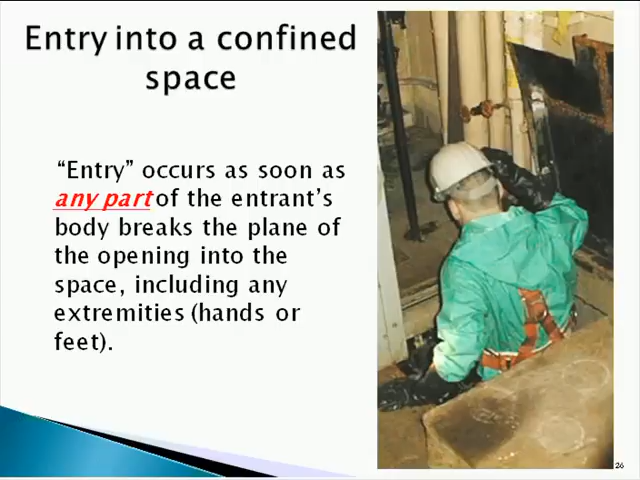 Entry into a confined
space
“Entry” occurs as soon as
any part of the entrant’s
body breaks the plane of
the opening into the
space, including any
extremities (hands or
feet).
26